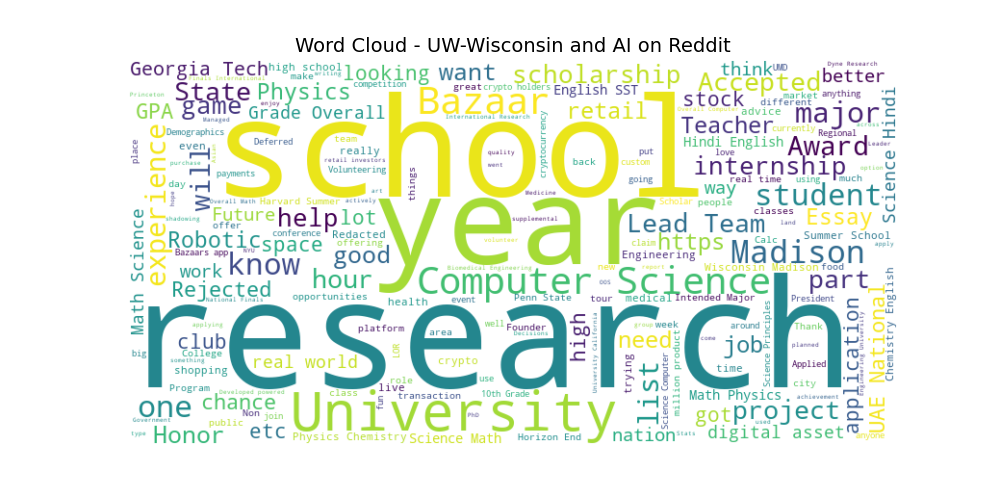 Word Cloud - UW-Wisconsin and AI on Reddit
Georgia Tech
high school
make
writing
looking
want
great
crypto holders
scholarship
English SST
think
UMD
Dyne Research
better
State
Physics
competition
International Research
Bazaar
Accepted
GPA
game
Grade Overall
retail
stock
market
different
anything
major
Princeton
enjoy
Managed
Demographics
Deferred
team
school
custom
put
advice
currently
Teacher
Regional
across
Leader
Hindi English
Award
place
even
really
retail investors
Volunteering
quality
went
cryptocurrency
back
going
love
internship
option
Science Hindi
experience
will
purchase
payments
day
hope
shadowing
Overall Math
Harvard Summer
actively
art
things
year
Medicine
Scholar
way
people
real time
using
much
student
classes
land
Future
offer
help
lot
supplemental
Lead Team
Essay
Summer School
apply
Robotic
conference
Redacted
offering
volunteer
claim
https
Engineering
Calc
Math Science
Bazaars app
NYU
space
good
Madison
work
know
Biomedical Engineering
new
report
Wisconsin Madison
food
Rejected
hour
Computer Science
part
National finals
opportunities
health
event
Penn State
tour
medical
Intended Major
President
applying
platform
area
well
Founder
Decisions
high
University California
group
week
around
Thank
big
club
College
something
research
need
come
job
planned
Science Principles
application
UAE National
Chemistry English
Engineering University
shopping
real world
LOR
crypto
trying
time
Applied
city
Program
Developed powered
class
role
use
live
fun
10th Grade
list
Science Computer
million product
Math Physics
achievement
one
chance
Non
join
transaction
PhD
got
project
used
Government
public
University
Honor
etc
type
Physics Chemistry
Science Math
Horizon End
nation
Stats
digital asset
anyone